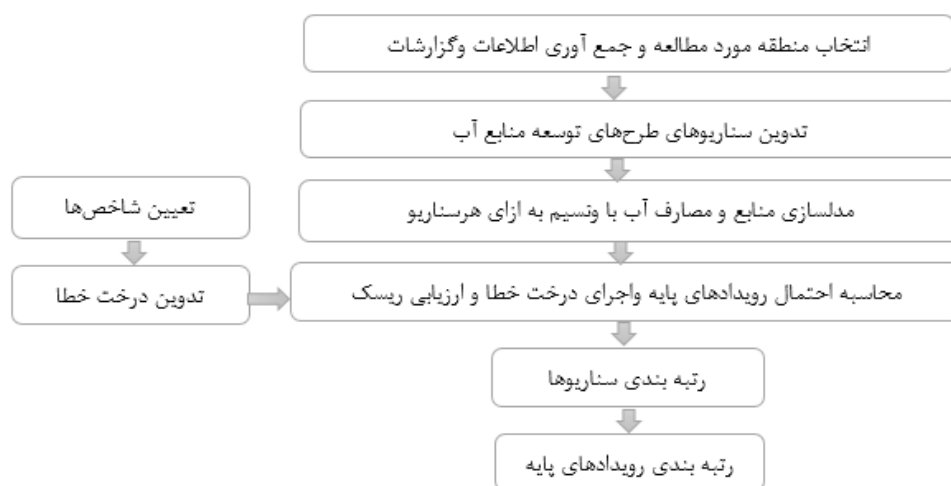 انتخاب منطقه مورد مطالعه و جمع آوری اطلاعات وگزارشات
تدوین سناریوهای طرح‌های توسعه منابع آب
مدلسازی منابع و مصارف آب با وتسیم به ازای هرسناریو
تعیین شاخص‌ها
تدوین درخت خطا
محاسبه احتمال رویدادهای پایه واجرای درخت خطا و ارزیابی ریسک
رتبه بندی سناریوها
رتبه بندی رویدادهای پایه